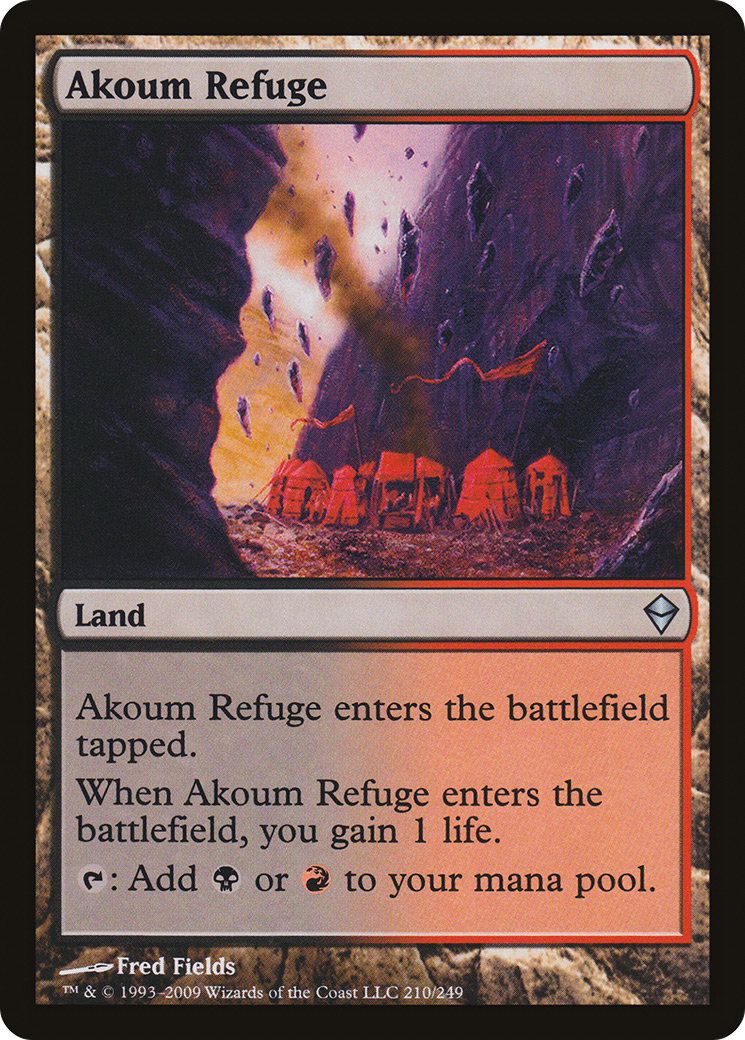 Akoum Refuge
Land
Akoum Refuge enters the battlefield
tapped.
When Akoum Refuge enters the
battlefield, you gain 1 life.
: Add or to your mana pool.
Fred Fields
™ & © 1993–2009 Wizards of the Coast LLC 210/249